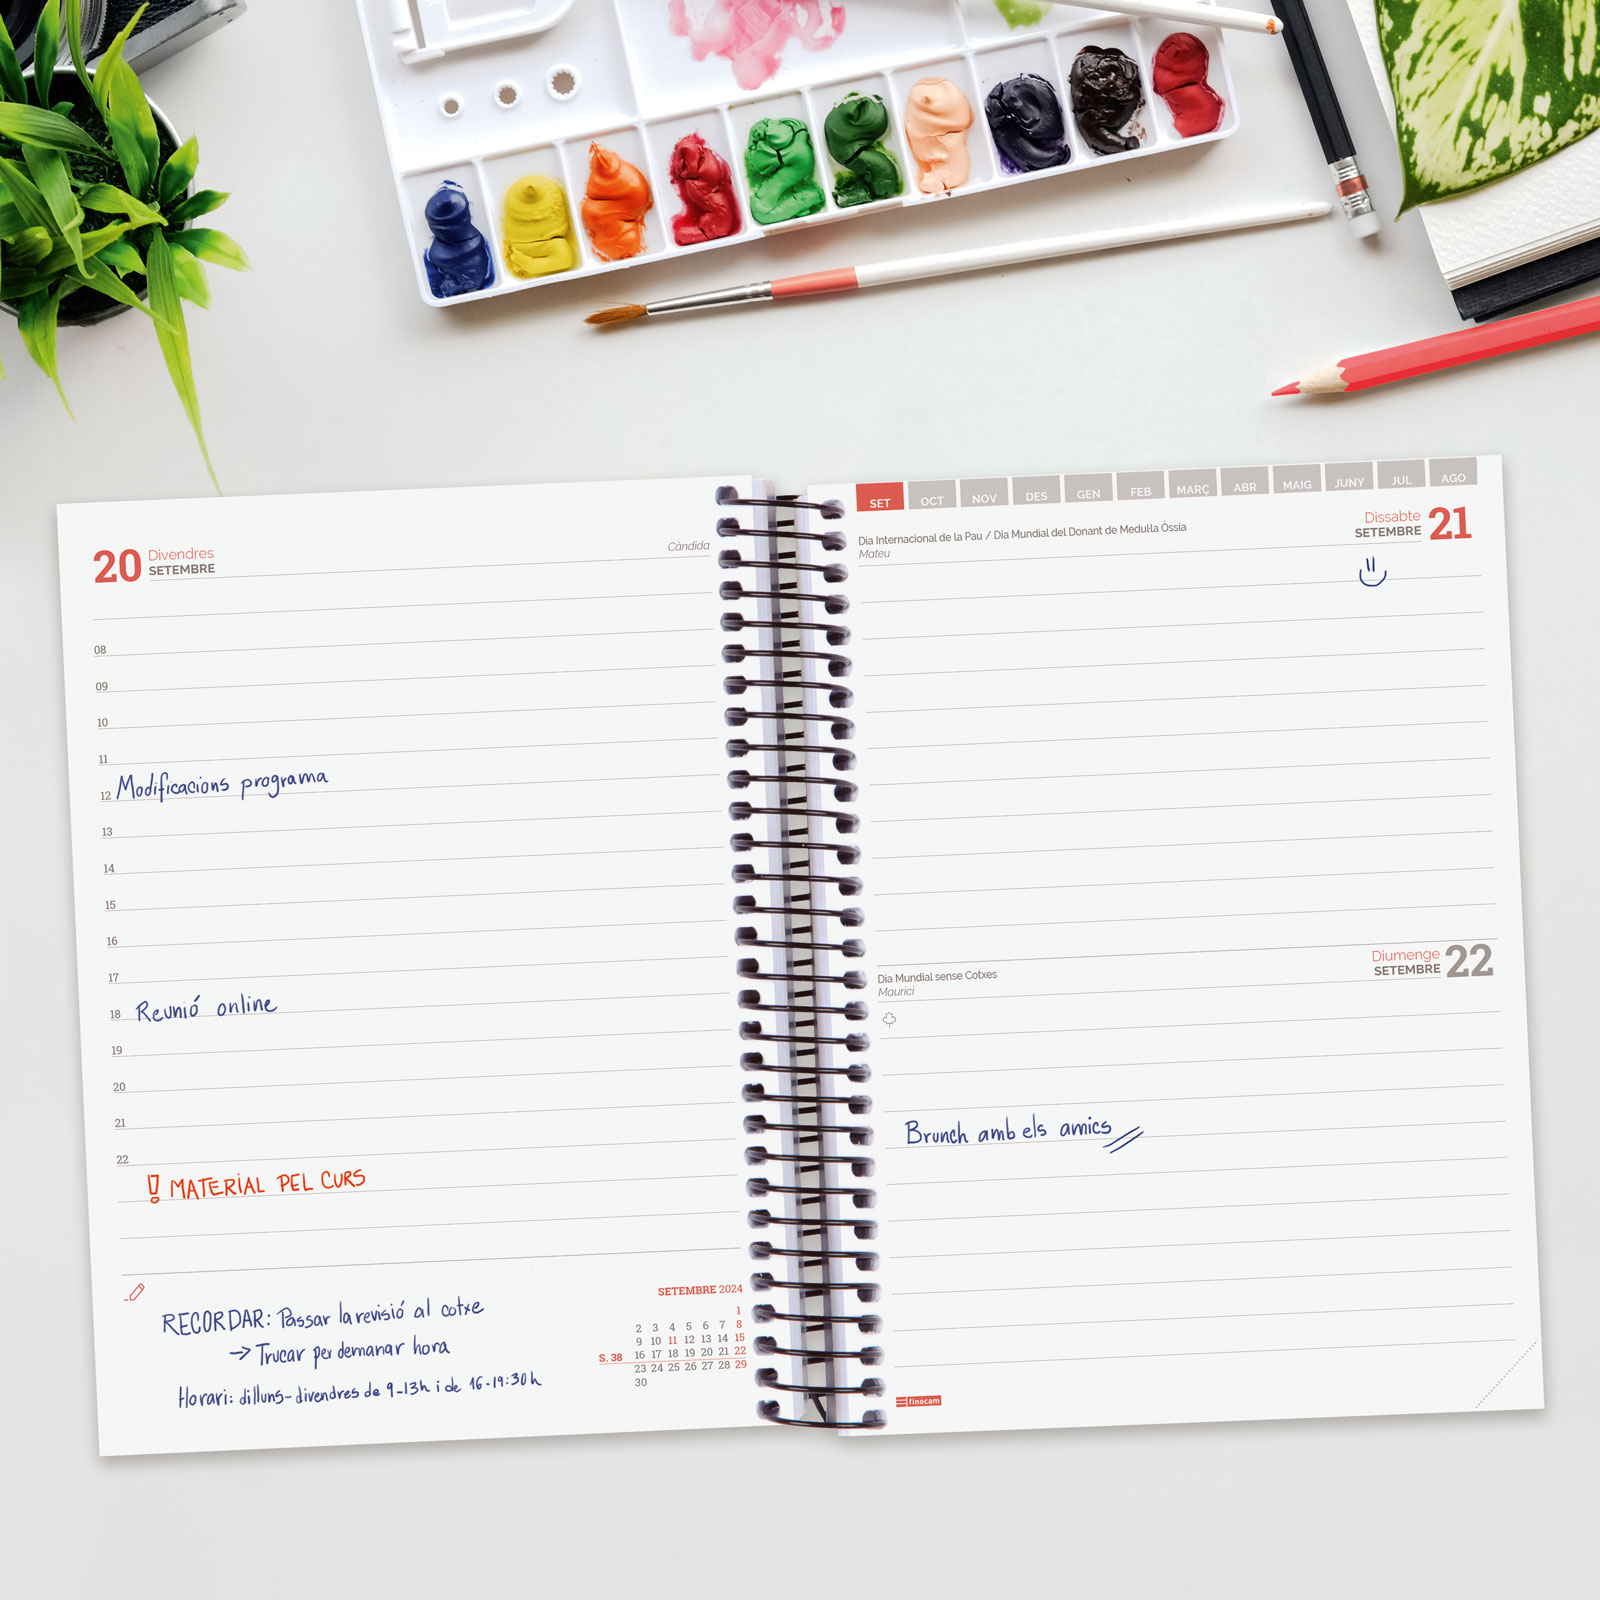 20 Divendres
SETEMBRE
Càndida
08
09
10
11
12 Modificacions programa
13
14
15
16
17
18 Reunió online
19
20
21
22
! MATERIAL PEL CURS
RECORDAR: Passar la revisió al cotxe
→ Trucar per demanar hora
Horari: dilluns-divendres de 9-13h i de 16-19:30h
SETEMBRE 2024
1
2 3 4 5 6 7 8
9 10 11 12 13 14 15
S. 38 16 17 18 19 20 21 22
23 24 25 26 27 28 29
30
SET OCT NOV DES GEN FEB MARÇ ABR MAIG JUNY JUL AGO
Dia Internacional de la Pau / Dia Mundial del Donant de Medul·la Òssia
Mateu
Dissabte 21
SETEMBRE
Dia Mundial sense Cotxes
Maurici
Diumenge 22
SETEMBRE
Brunch amb els amics
finocam